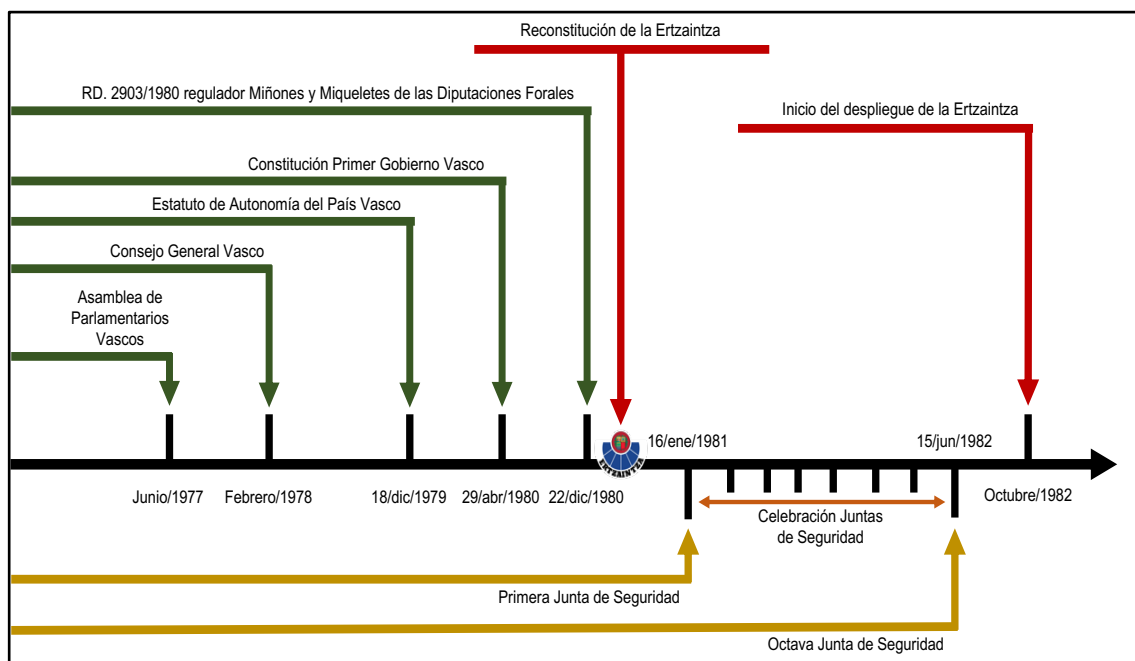 Reconstitución de la Ertzaintza
RD. 2903/1980 regulador Miñones y Miqueletes de las Diputaciones Forales
Inicio del despliegue de la Ertzaintza
Constitución Primer Gobierno Vasco
Estatuto de Autonomía del País Vasco
Consejo General Vasco
Asamblea de
Parlamentarios
Vascos
16/ene/1981
15/jun/1982
ERTZAINTZA
Junio/1977
Febrero/1978
18/dic/1979
29/abr/1980
22/dic/1980
Octubre/1982
Celebración Juntas
de Seguridad
Primera Junta de Seguridad
Octava Junta de Seguridad